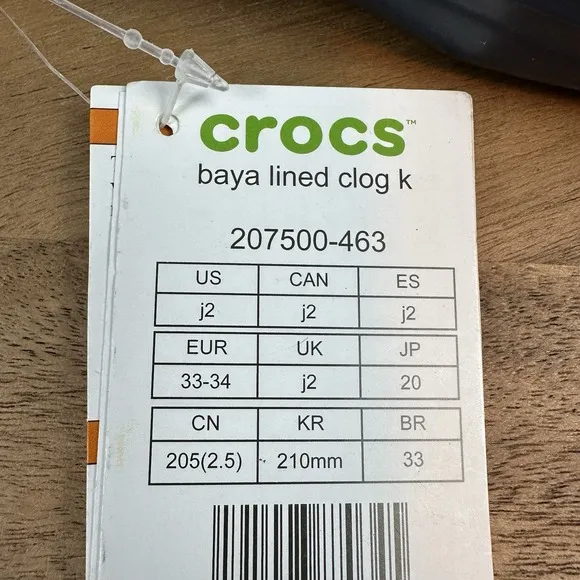 crocs™
baya lined clog k
207500-463
US CAN ES
j2 j2 j2
EUR UK JP
33-34 j2 20
CN KR BR
205(2.5) 210mm 33